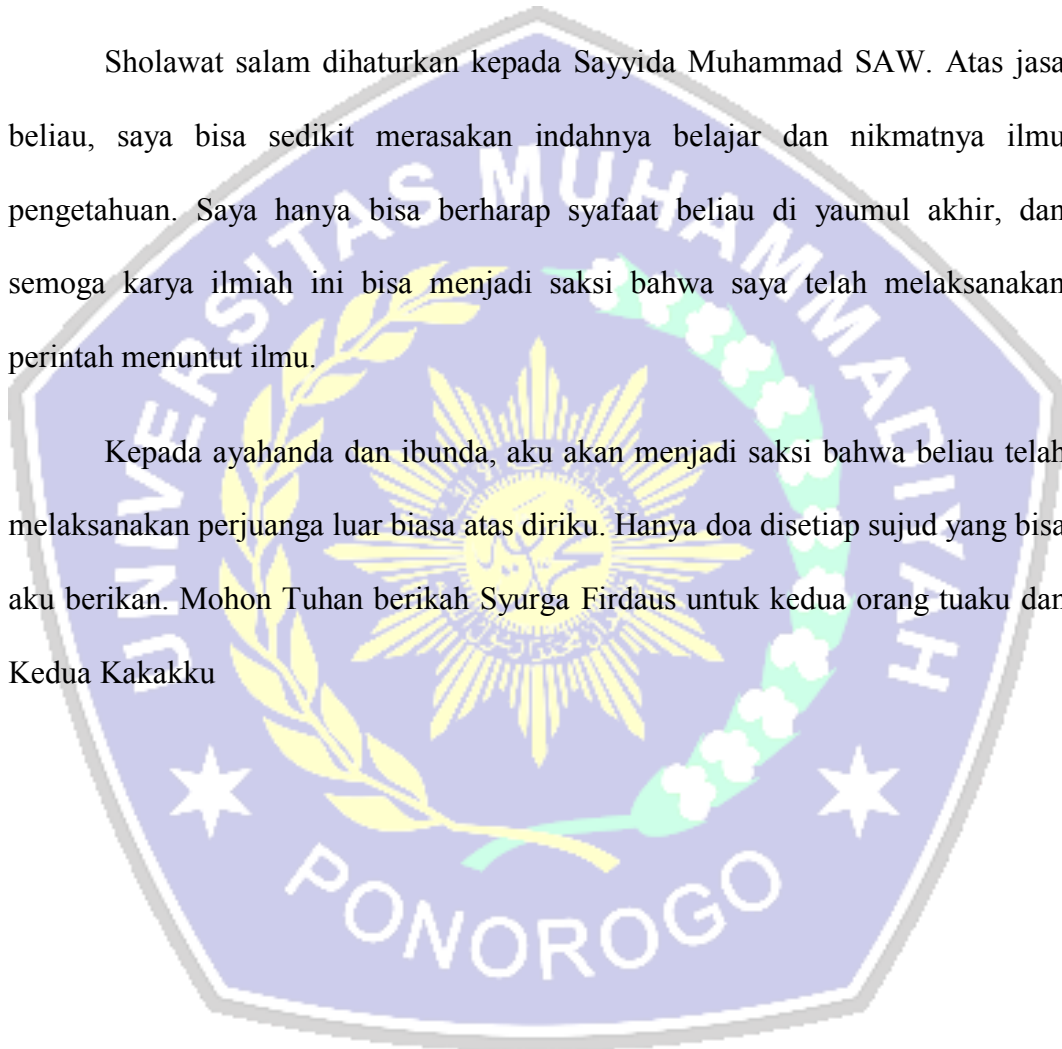 Sholawat salam dihaturkan kepada Sayyida Muhammad SAW. Atas jasa
beliau, saya bisa sedikit merasakan indahnya belajar dan nikmatnya ilmu
pengetahuan. Saya hanya bisa berharap syafaat beliau di yaumul akhir, dan
semoga karya ilmiah ini bisa menjadi saksi bahwa saya telah melaksanakan
perintah menuntut ilmu.
Kepada ayahanda dan ibunda, aku akan menjadi saksi bahwa beliau telah
melaksanakan perjuanga luar biasa atas diriku. Hanya doa disetiap sujud yang bisa
aku berikan. Mohon Tuhan berikah Syurga Firdaus untuk kedua orang tuaku dan
Kedua Kakakku
UNIVERSITAS MUHAMMADIYAH
PONOROGO